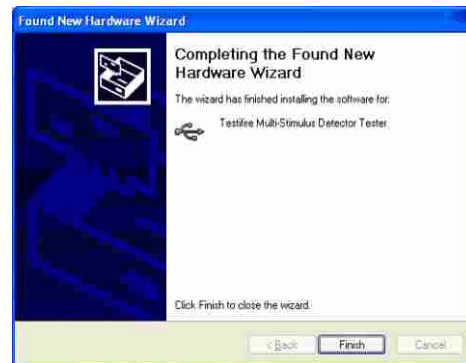 Found New Hardware Wizard
Completing the Found New
Hardware Wizard
The wizard has finished installing the software for:
Testifire Multi-Stimulus Detector Tester
Click Finish to close the wizard.
< Back
Finish
Cancel